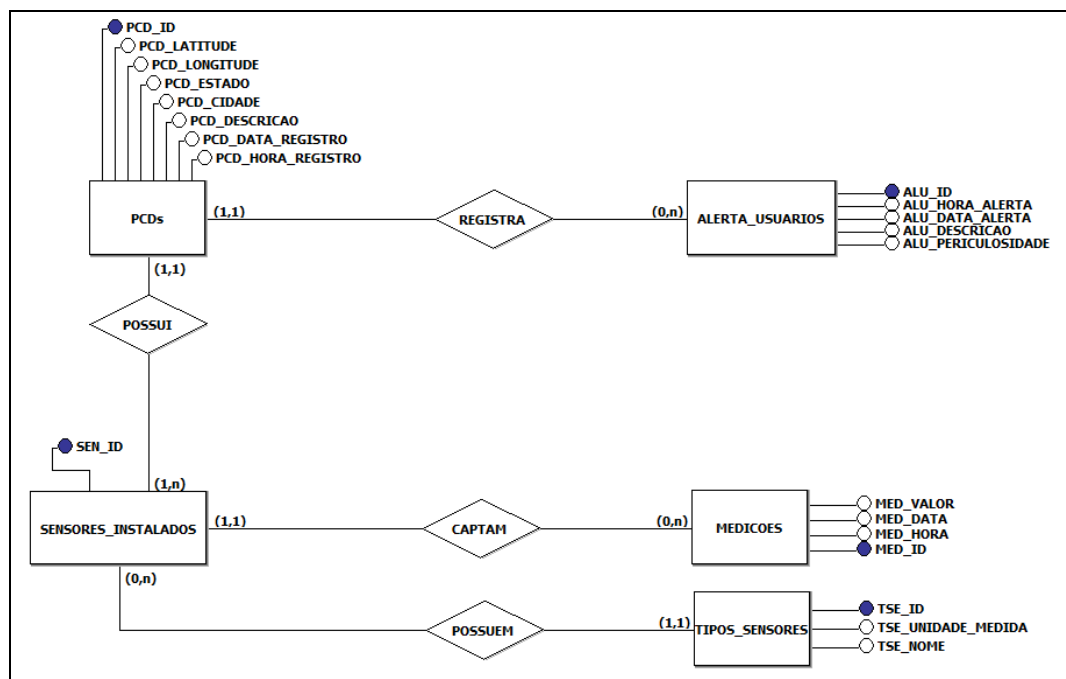 PCD_ID
PCD_LATITUDE
PCD_LONGITUDE
PCD_ESTADO
PCD_CIDADE
PCD_DESCRICAO
PCD_DATA_REGISTRO
PCD_HORA_REGISTRO
PCDs
(1,1)
REGISTRA
(0,n)
ALERTA_USUARIOS
ALU_ID
ALU_HORA_ALERTA
ALU_DATA_ALERTA
ALU_DESCRICAO
ALU_PERICULOSIDADE
(1,1)
POSSUI
SEN_ID
(1,n)
SENSORES_INSTALADOS
(1,1)
CAPTAM
(0,n)
MEDICOES
MED_VALOR
MED_DATA
MED_HORA
MED_ID
(0,n)
POSSUEM
(1,1)
TIPOS_SENSORES
TSE_ID
TSE_UNIDADE_MEDIDA
TSE_NOME